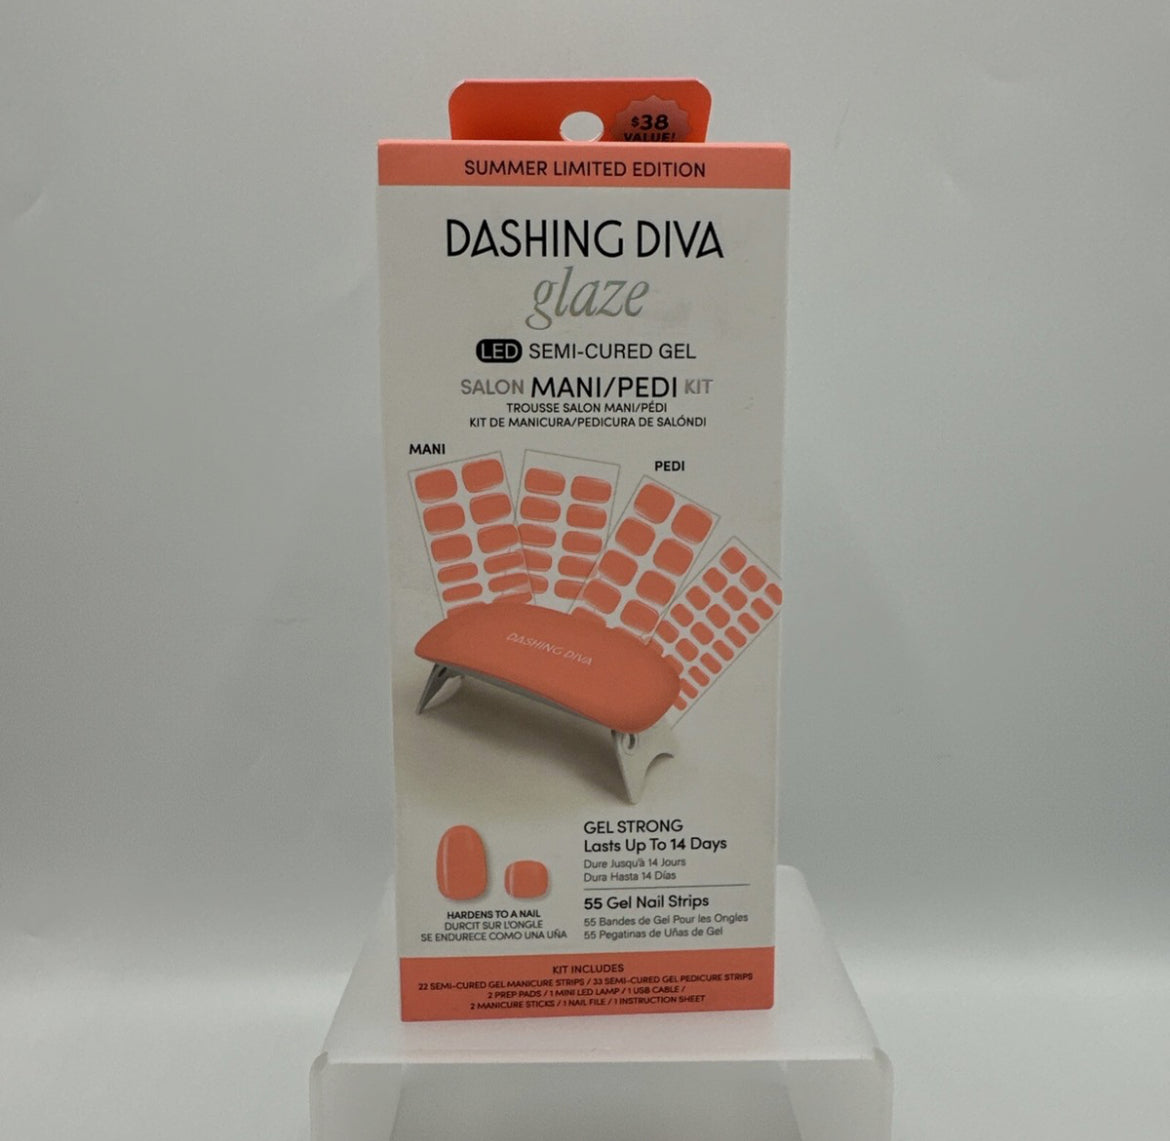 $38
VALUE!
SUMMER LIMITED EDITION
DASHING DIVA
glaze
LED SEMI-CURED GEL
SALON MANI/PEDI KIT
TROUSSE SALON MANI/PÉDI
KIT DE MANICURA/PEDICURA DE SALÓNDI
MANI
PEDI
DASHING DIVA
GEL STRONG
Lasts Up To 14 Days
Dure Jusqu'à 14 Jours
Dura Hasta 14 Días
55 Gel Nail Strips
55 Bandes de Gel Pour les Ongles
55 Pegatinas de Uñas de Gel
HARDENS TO A NAIL
DURCIT SUR L'ONGLE
SE ENDURECE COMO UNA UÑA
KIT INCLUDES
22 SEMI-CURED GEL MANICURE STRIPS / 33 SEMI-CURED GEL PEDICURE STRIPS
2 PREP PADS / 1 MINI LED LAMP / 1 USB CABLE /
2 MANICURE STICKS / 1 NAIL FILE / 1 INSTRUCTION SHEET